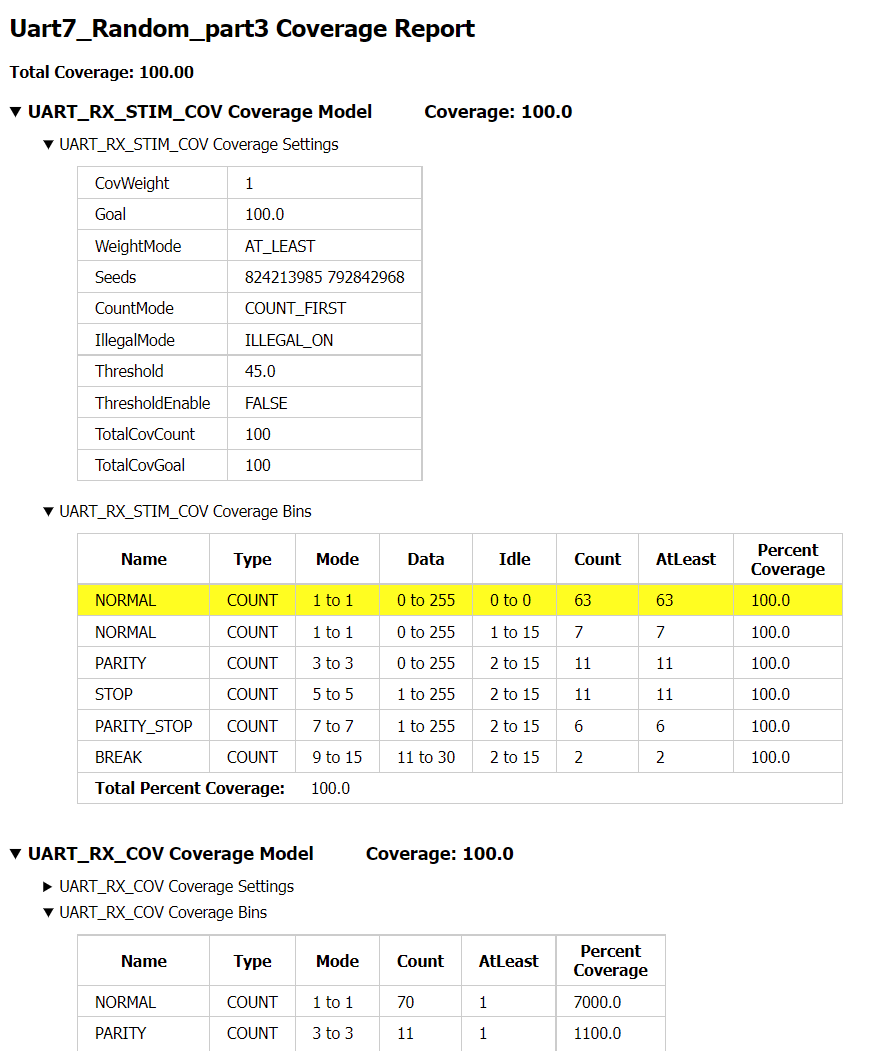 Uart7_Random_part3 Coverage Report
Total Coverage: 100.00
UART_RX_STIM_COV Coverage Model Coverage: 100.0
UART_RX_STIM_COV Coverage Settings
CovWeight 1
Goal 100.0
WeightMode AT_LEAST
Seeds 824213985 792842968
CountMode COUNT_FIRST
IllegalMode ILLEGAL_ON
Threshold 45.0
ThresholdEnable FALSE
TotalCovCount 100
TotalCovGoal 100
UART_RX_STIM_COV Coverage Bins
Name Type Mode Data Idle Count AtLeast Percent Coverage
NORMAL COUNT 1 to 1 0 to 255 0 to 0 63 63 100.0
NORMAL COUNT 1 to 1 0 to 255 1 to 15 7 7 100.0
PARITY COUNT 3 to 3 0 to 255 2 to 15 11 11 100.0
STOP COUNT 5 to 5 1 to 255 2 to 15 11 11 100.0
PARITY_STOP COUNT 7 to 7 1 to 255 2 to 15 6 6 100.0
BREAK COUNT 9 to 15 11 to 30 2 to 15 2 2 100.0
Total Percent Coverage: 100.0
UART_RX_COV Coverage Model Coverage: 100.0
UART_RX_COV Coverage Settings
UART_RX_COV Coverage Bins
Name Type Mode Count AtLeast Percent Coverage
NORMAL COUNT 1 to 1 70 1 7000.0
PARITY COUNT 3 to 3 11 1 1100.0